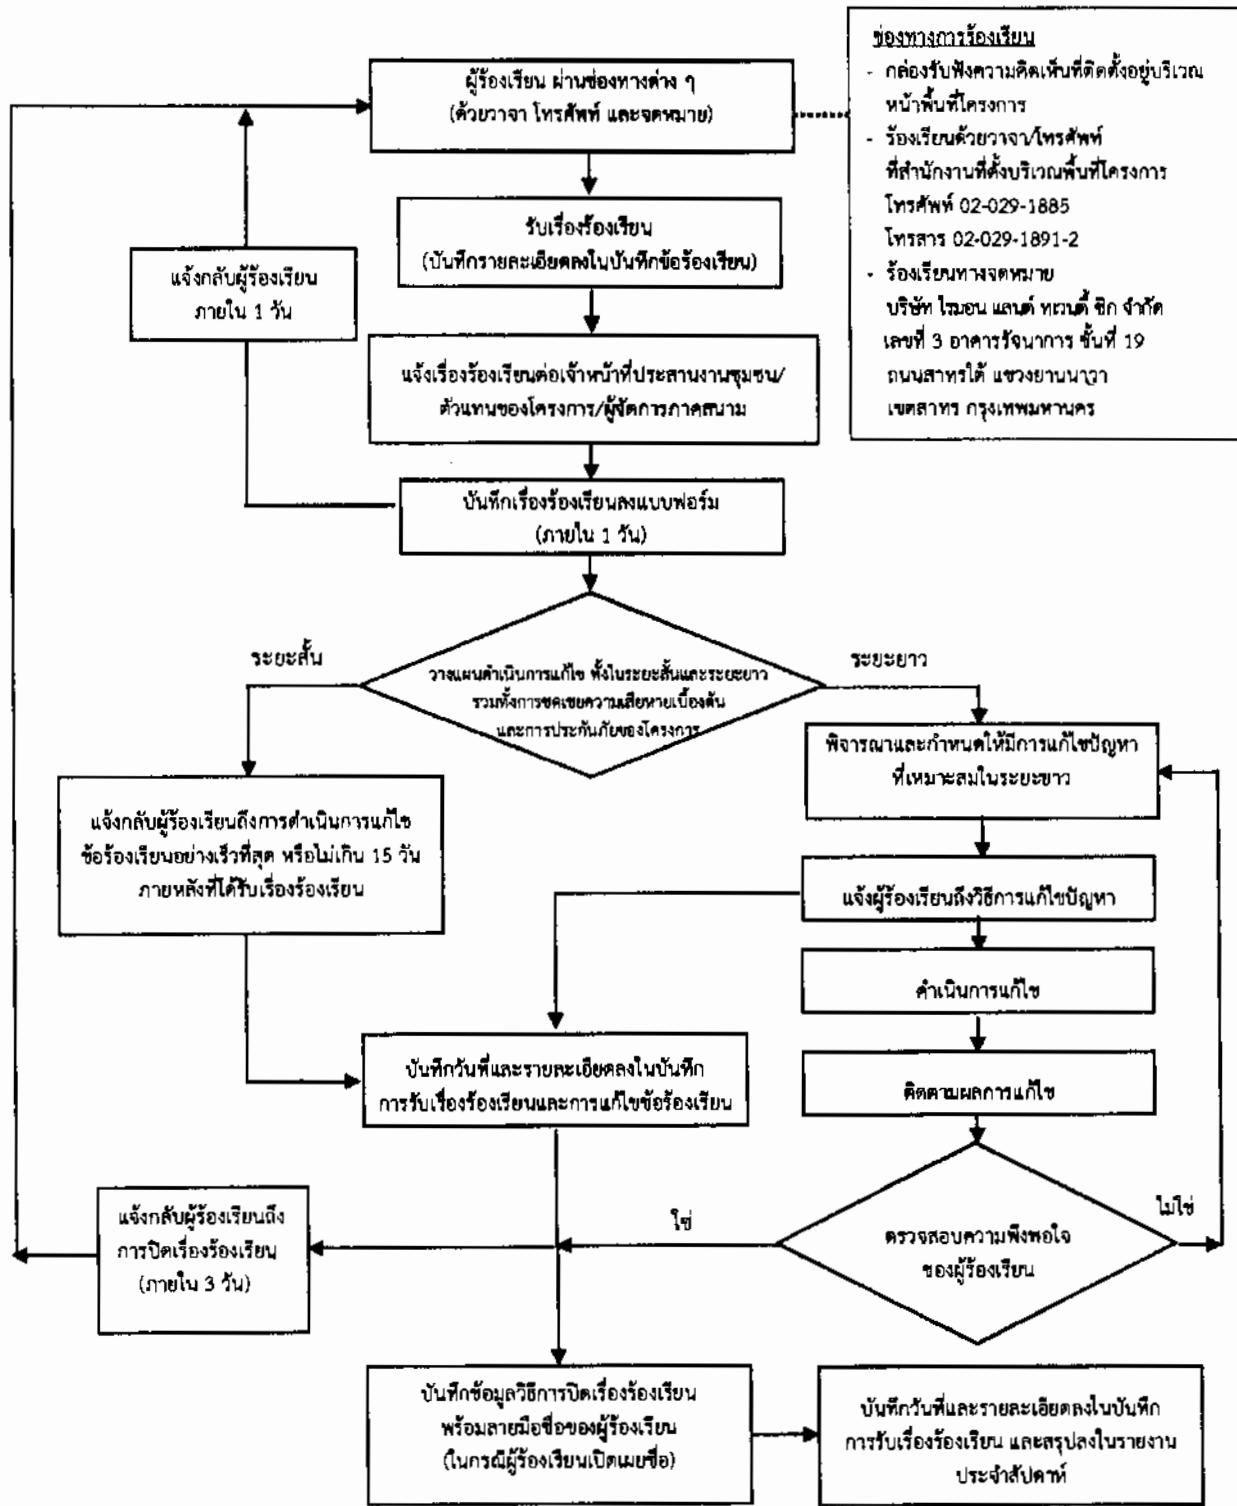 ช่องทางการร้องเรียน
- กล่องรับฟังความคิดเห็นที่ติดตั้งอยู่บริเวณ
หน้าพื้นที่โครงการ
- ร้องเรียนด้วยวาจา/โทรศัพท์
ที่สำนักงานที่ตั้งบริเวณพื้นที่โครงการ
โทรศัพท์ 02-029-1885
โทรสาร 02-029-1891-2
- ร้องเรียนทางจดหมาย
บริษัท ไรมอน แลนด์ ทเวนตี้ ซิก จำกัด
เลขที่ 3 อาคารรัจนาการ ชั้นที่ 19
ถนนสาทรใต้ แขวงยานนาวา
เขตสาทร กรุงเทพมหานคร
ผู้ร้องเรียน ผ่านช่องทางต่าง ๆ
(ด้วยวาจา โทรศัพท์ และจดหมาย)
รับเรื่องร้องเรียน
(บันทึกรายละเอียดลงในบันทึกข้อร้องเรียน)
แจ้งกลับผู้ร้องเรียน
ภายใน 1 วัน
แจ้งเรื่องร้องเรียนต่อเจ้าหน้าที่ประสานงานชุมชน/
ตัวแทนของโครงการ/ผู้จัดการภาคสนาม
บันทึกเรื่องร้องเรียนลงแบบฟอร์ม
(ภายใน 1 วัน)
ระยะสั้น
ระยะยาว
วางแผนดำเนินการแก้ไข ทั้งในระยะสั้นและระยะยาว
รวมทั้งการชดเชยความเสียหายเบื้องต้น
และการประกันภัยของโครงการ
พิจารณาและกำหนดให้มีการแก้ไขปัญหา
ที่เหมาะสมในระยะยาว
แจ้งกลับผู้ร้องเรียนถึงการดำเนินการแก้ไข
ข้อร้องเรียนอย่างเร็วที่สุด หรือไม่เกิน 15 วัน
ภายหลังที่ได้รับเรื่องร้องเรียน
แจ้งผู้ร้องเรียนถึงวิธีการแก้ไขปัญหา
ดำเนินการแก้ไข
บันทึกวันที่และรายละเอียดลงในบันทึก
การรับเรื่องร้องเรียนและการแก้ไขข้อร้องเรียน
ติดตามผลการแก้ไข
แจ้งกลับผู้ร้องเรียนถึง
การปิดเรื่องร้องเรียน
(ภายใน 3 วัน)
ใช่
ไม่ใช่
ตรวจสอบความพึงพอใจ
ของผู้ร้องเรียน
บันทึกข้อมูลวิธีการปิดเรื่องร้องเรียน
พร้อมลายมือชื่อของผู้ร้องเรียน
(ในกรณีผู้ร้องเรียนเปิดเผยชื่อ)
บันทึกวันที่และรายละเอียดลงในบันทึก
การรับเรื่องร้องเรียน และสรุปลงในรายงาน
ประจำสัปดาห์